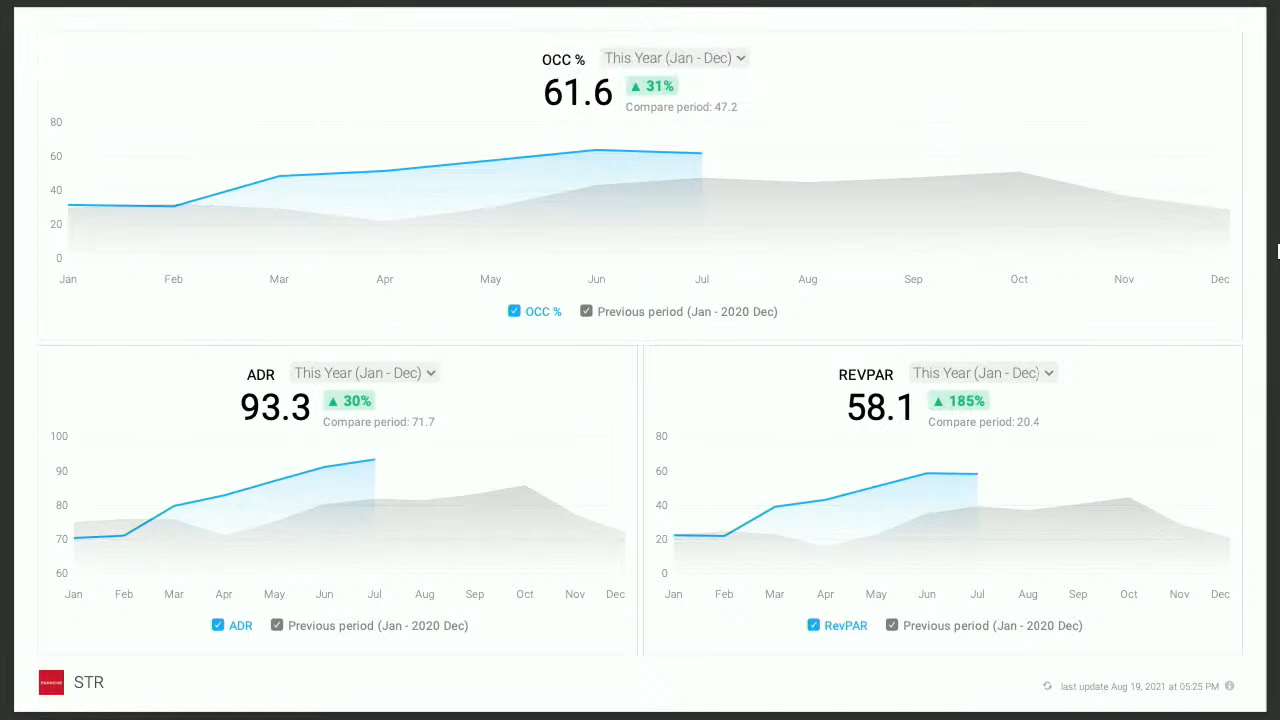 OCC % This Year (Jan - Dec)
61.6 ▲ 31%
Compare period: 47.2
80
60
40
20
0
Jan Feb Mar Apr May Jun Jul Aug Sep Oct Nov Dec
OCC % Previous period (Jan - 2020 Dec)
ADR This Year (Jan - Dec)
93.3 ▲ 30%
Compare period: 71.7
100
90
80
70
60
Jan Feb Mar Apr May Jun Jul Aug Sep Oct Nov Dec
ADR Previous period (Jan - 2020 Dec)
REVPAR This Year (Jan - Dec)
58.1 ▲ 185%
Compare period: 20.4
80
60
40
20
0
Jan Feb Mar Apr May Jun Jul Aug Sep Oct Nov Dec
RevPAR Previous period (Jan - 2020 Dec)
STR
last update Aug 19, 2021 at 05:25 PM